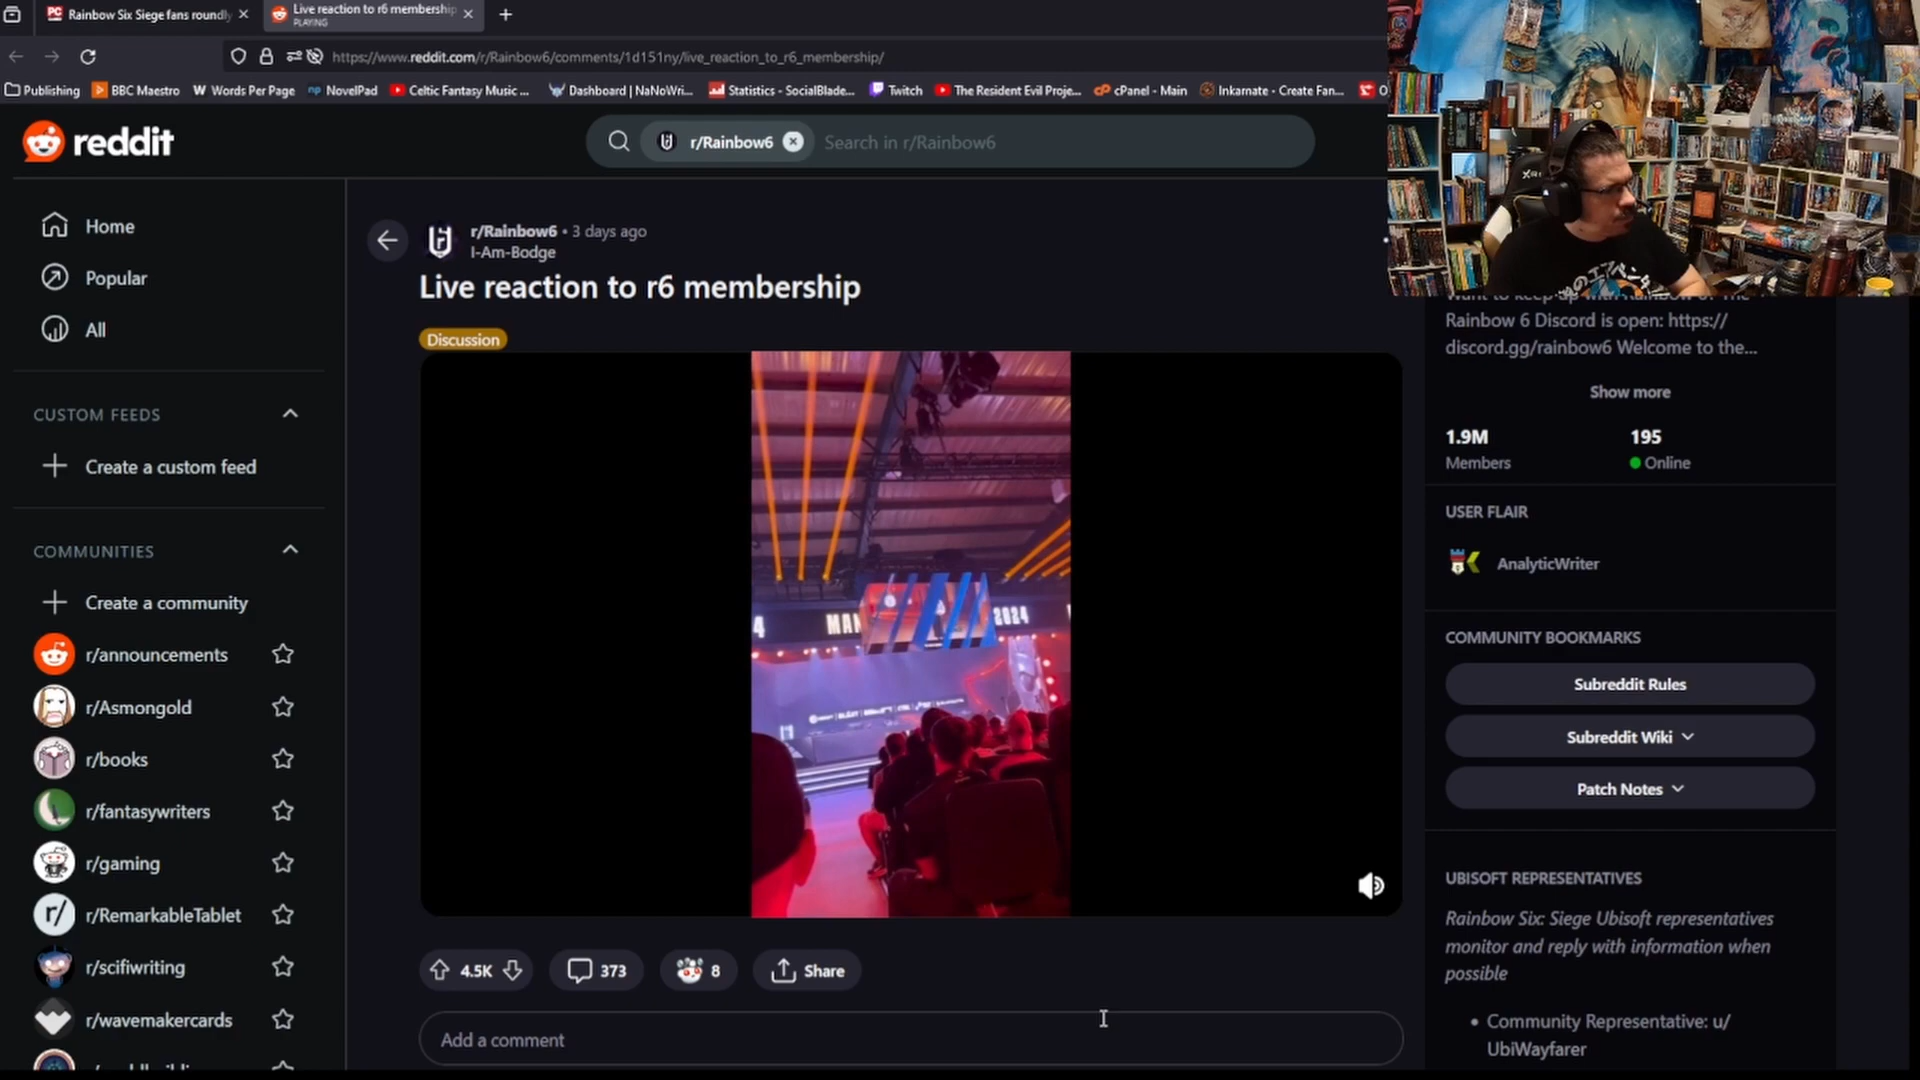 Rainbow Six Siege fans roundly
Live reaction to r6 membership
PLAYING
https://www.reddit.com/r/Rainbow6/comments/1d151ny/live_reaction_to_r6_membership/
Publishing
BBC Maestro
W Words Per Page
np NovelPad
Celtic Fantasy Music ...
Dashboard | NaNoWri...
Statistics - SocialBlade...
Twitch
The Resident Evil Proje...
cPanel - Main
Inkarnate - Create Fan...
reddit
r/Rainbow6
Search in r/Rainbow6
Home
Popular
All
CUSTOM FEEDS
Create a custom feed
COMMUNITIES
Create a community
r/announcements
r/Asmongold
r/books
r/fantasywriters
r/gaming
r/RemarkableTablet
r/scifiwriting
r/wavemakercards
r/Rainbow6 • 3 days ago
I-Am-Bodge
Live reaction to r6 membership
Discussion
4
MAN
2024
4.5K
373
8
Share
Add a comment
Rainbow 6 Discord is open: https://
discord.gg/rainbow6 Welcome to the...
Show more
1.9M
195
Members
Online
USER FLAIR
AnalyticWriter
COMMUNITY BOOKMARKS
Subreddit Rules
Subreddit Wiki
Patch Notes
UBISOFT REPRESENTATIVES
Rainbow Six: Siege Ubisoft representatives
monitor and reply with information when
possible
• Community Representative: u/
UbiWayfarer